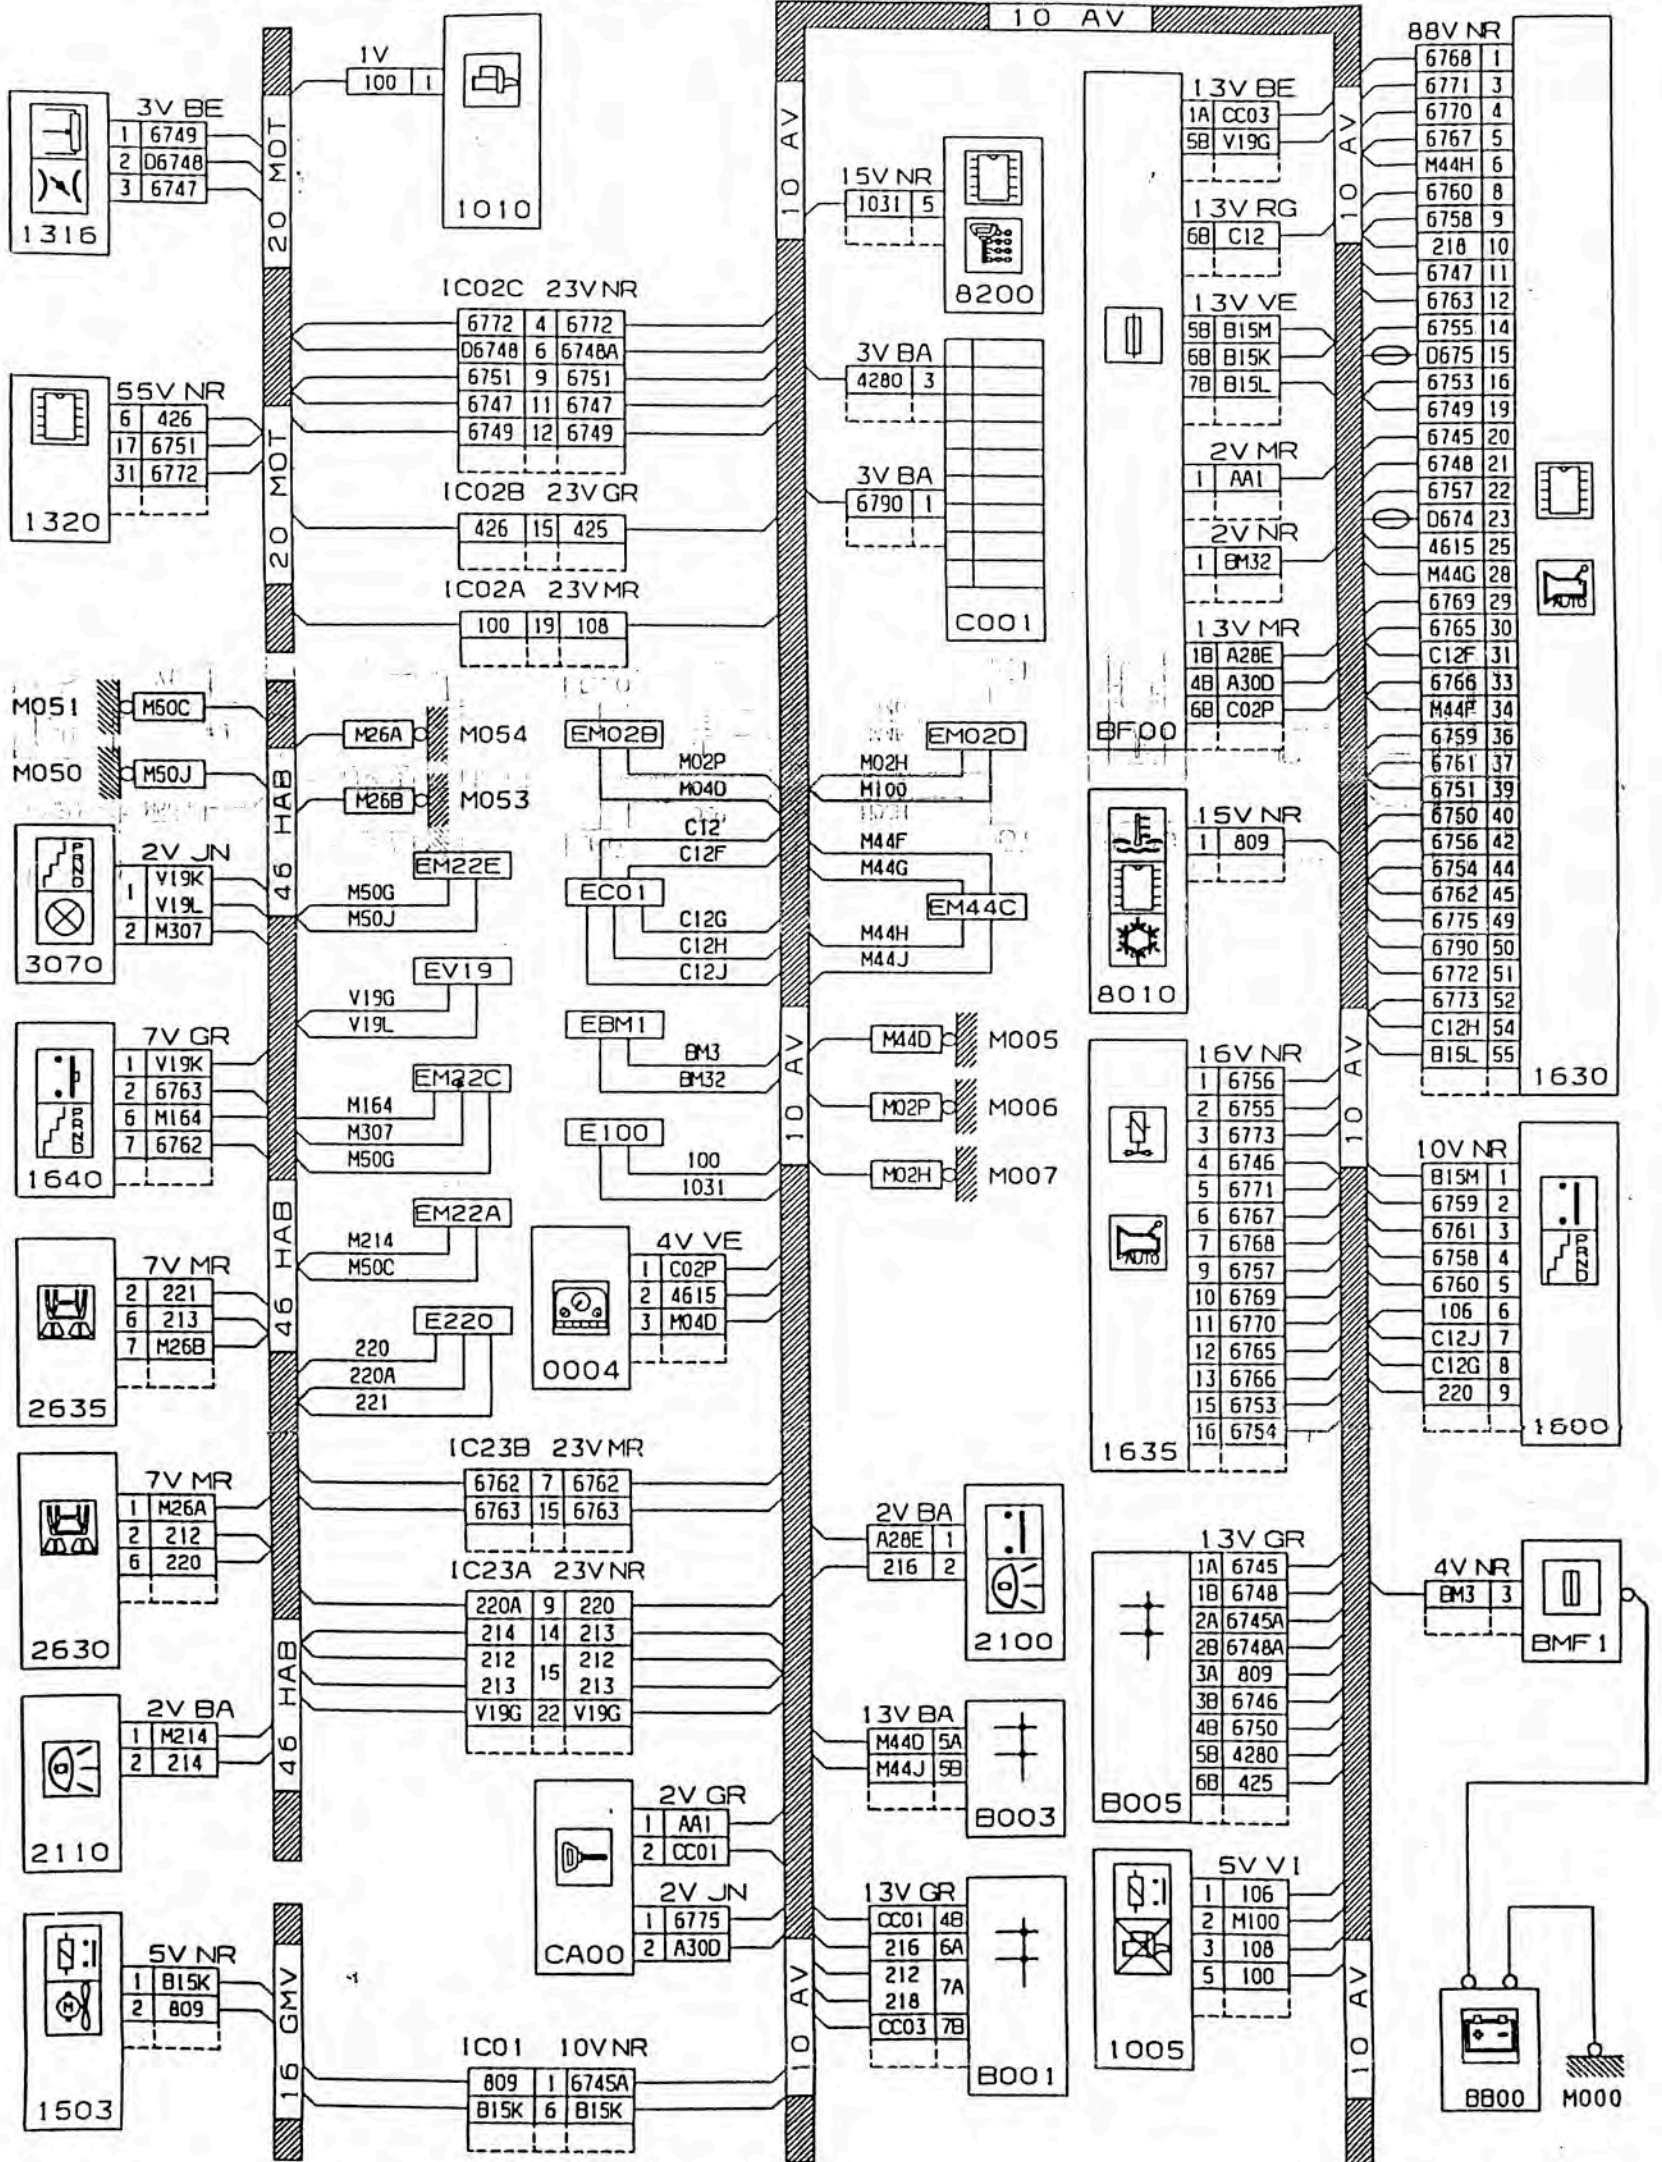 10 AV
20 MOT
20 MOT
46 HAB
46 HAB
46 HAB
16 GMV
10 AV
10 AV
10 AV
10 AV
10 AV
10 AV
3V BE
1 6749
2 D6748
3 6747
1316
55V NR
6 426
17 6751
31 6772
1320
M051 M50C
M050 M50J
2V JN
1 V19K
V19L
2 M307
3070
7V GR
1 V19K
2 6763
6 M164
7 6762
1640
7V MR
2 221
6 213
7 M26B
2635
7V MR
1 M26A
2 212
6 220
2630
2V BA
1 M214
2 214
2110
5V NR
1 B15K
2 809
1503
1V
100 1
1010
IC02C 23V NR
6772 4 6772
D6748 6 6748A
6751 9 6751
6747 11 6747
6749 12 6749
IC02B 23V GR
426 15 425
IC02A 23V MR
100 19 108
M26A M054
M26B M053
EM22E
M50G
M50J
EV19
V19G
V19L
EM22C
M164
M307
M50G
EM22A
M214
M50C
E220
220
220A
221
EM02B
M02P
M04D
C12
C12F
EC01
C12G
C12H
C12J
EBM1
BM3
BM32
E100
100
1031
4V VE
1 C02P
2 4615
3 M04D
0004
IC23B 23V MR
6762 7 6762
6763 15 6763
IC23A 23V NR
220A 9 220
214 14 213
212 15 212
213 213
V19G 22 V19G
2V GR
1 AA1
2 CC01
2V JN
1 6775
2 A30D
CA00
IC01 10V NR
809 1 6745A
B15K 6 B15K
15V NR
1031 5
8200
3V BA
4280 3
3V BA
6790 1
C001
EM02D
M02H
M100
M44F
M44G
EM44C
M44H
M44J
M44D M005
M02P M006
M02H M007
2V BA
A28E 1
216 2
2100
13V BA
M44D 5A
M44J 5B
B003
13V GR
CC01 4B
216 6A
212 7A
218
CC03 7B
B001
13V BE
1A CC03
5B V19G
13V RG
6B C12
13V VE
5B B15M
6B B15K
7B B15L
2V MR
1 AA1
2V NR
1 BM32
13V MR
1B A28E
4B A30D
6B C02P
BF00
15V NR
1 809
8010
16V NR
1 6756
2 6755
3 6773
4 6746
5 6771
6 6767
7 6768
9 6757
10 6769
11 6770
12 6765
13 6766
15 6753
16 6754
AUTO
1635
13V GR
1A 6745
1B 6748
2A 6745A
2B 6748A
3A 809
3B 6746
4B 6750
5B 4280
6B 425
B005
5V VI
1 106
2 M100
3 108
5 100
1005
88V NR
6768 1
6771 3
6770 4
6767 5
M44H 6
6760 8
6758 9
218 10
6747 11
6763 12
6755 14
D675 15
6753 16
6749 19
6745 20
6748 21
6757 22
D674 23
4615 25
M44G 28
6769 29
6765 30
C12F 31
6766 33
M44F 34
6759 36
6761 37
6751 39
6750 40
6756 42
6754 44
6762 45
6775 49
6790 50
6772 51
6773 52
C12H 54
B15L 55
AUTO
1630
10V NR
B15M 1
6759 2
6761 3
6758 4
6760 5
106 6
C12J 7
C12G 8
220 9
PRND
1600
4V NR
BM3 3
BMF1
BB00
M000